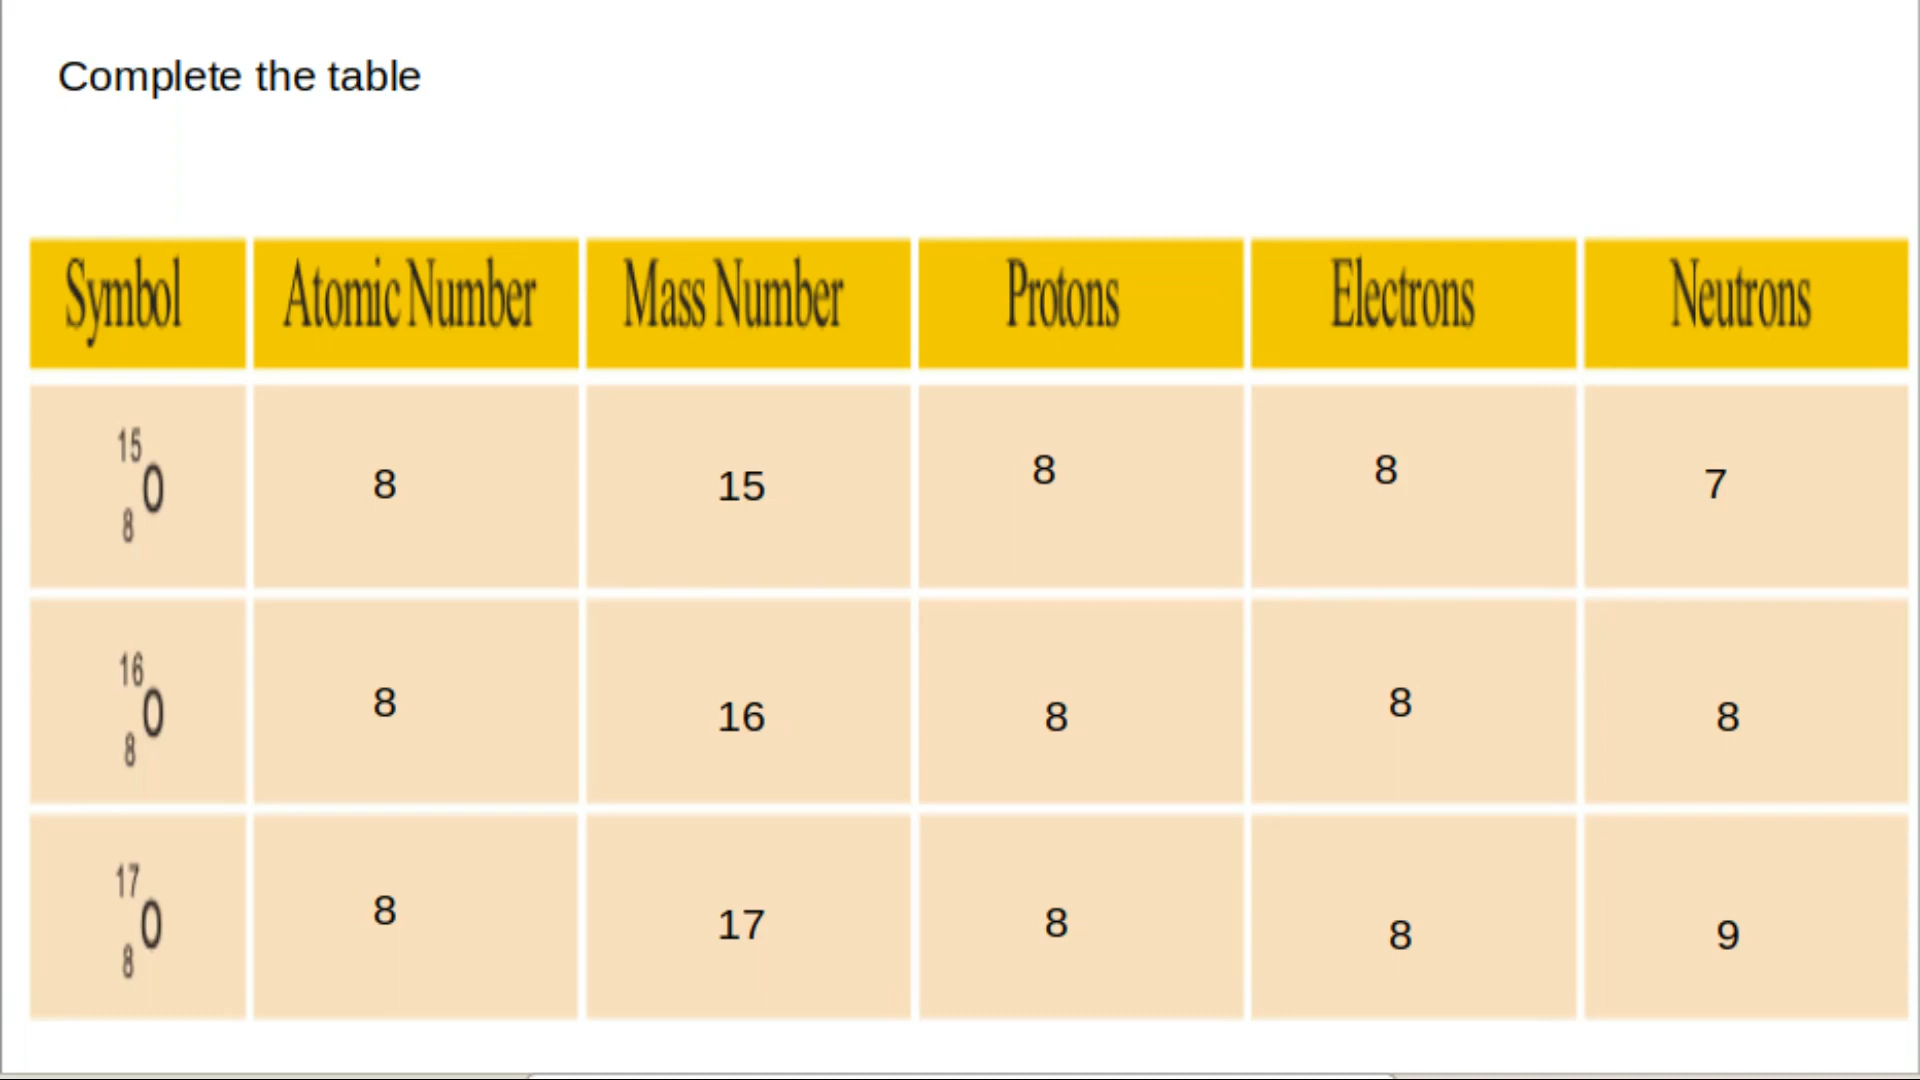 Complete the table
Symbol Atomic Number Mass Number Protons Electrons Neutrons
15
8 O 8 15 8 8 7
16
8 O 8 16 8 8 8
17
8 O 8 17 8 8 9